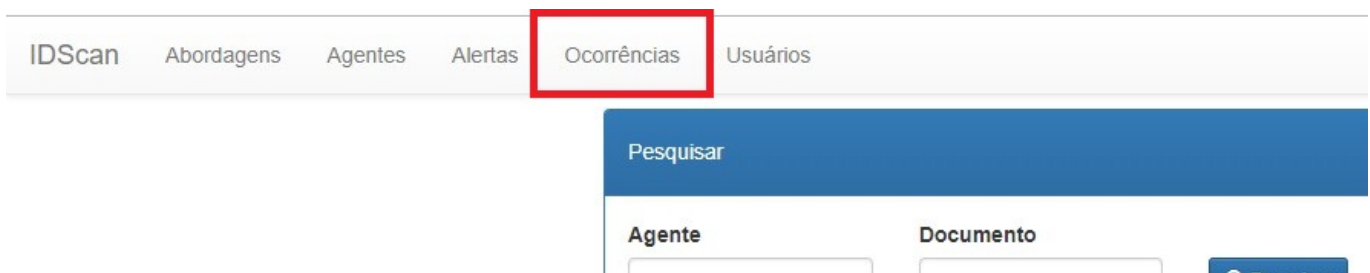 IDScan Abordagens Agentes Alertas Ocorrências Usuários
Pesquisar
Agente Documento